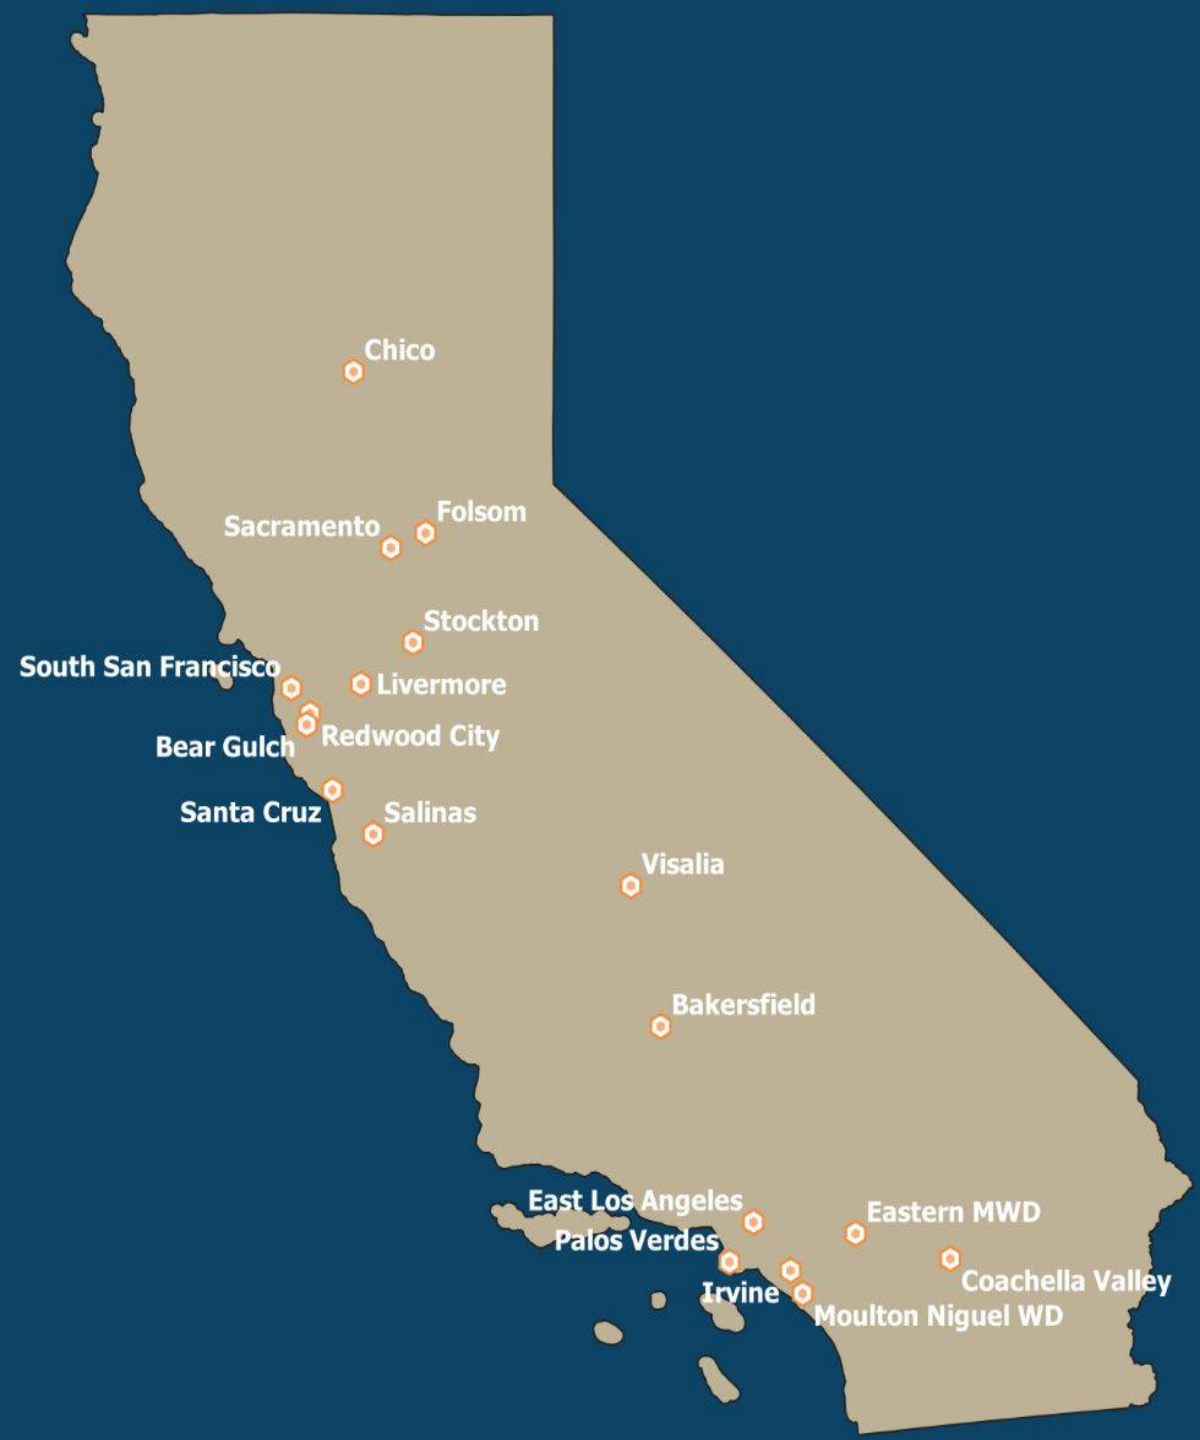 Chico
Folsom
Sacramento
Stockton
South San Francisco
Livermore
Redwood City
Bear Gulch
Santa Cruz
Salinas
Visalia
Bakersfield
East Los Angeles
Eastern MWD
Palos Verdes
Coachella Valley
Irvine
Moulton Niguel WD